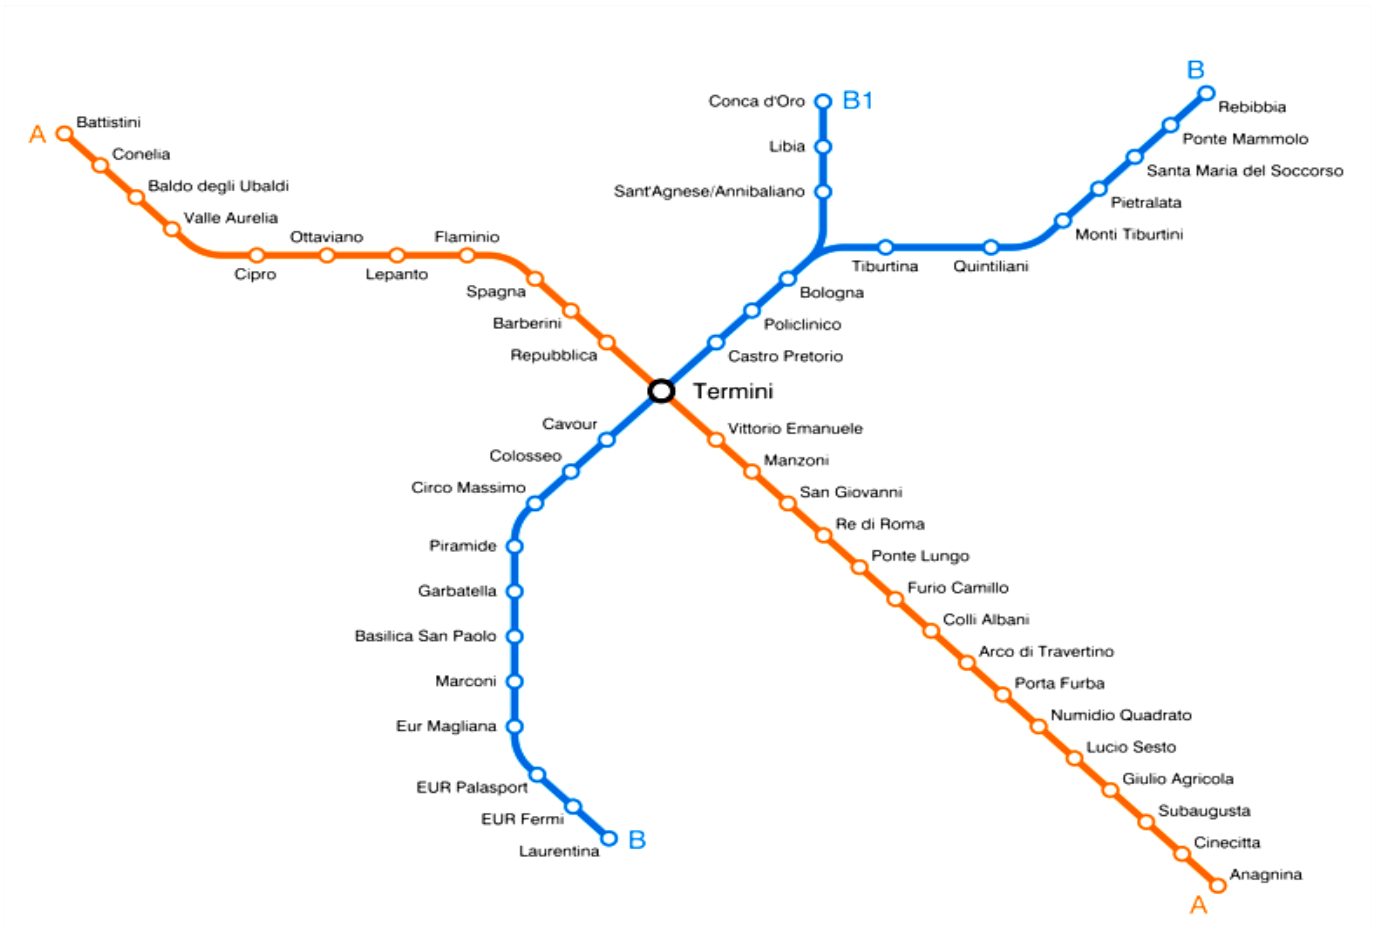 B
Conca d'Oro
B1
Rebibbia
Battistini
A
Ponte Mammolo
Libia
Conelia
Santa Maria del Soccorso
Baldo degli Ubaldi
Sant'Agnese/Annibaliano
Pietralata
Valle Aurelia
Monti Tiburtini
Ottaviano
Flaminio
Tiburtina
Quintiliani
Cipro
Lepanto
Spagna
Bologna
Barberini
Policlinico
Repubblica
Castro Pretorio
Termini
Cavour
Vittorio Emanuele
Colosseo
Manzoni
Circo Massimo
San Giovanni
Re di Roma
Piramide
Ponte Lungo
Garbatella
Furio Camillo
Colli Albani
Basilica San Paolo
Arco di Travertino
Marconi
Porta Furba
Numidio Quadrato
Eur Magliana
Lucio Sesto
Giulio Agricola
EUR Palasport
Subaugusta
EUR Fermi
Cinecitta
Laurentina
B
Anagnina
A